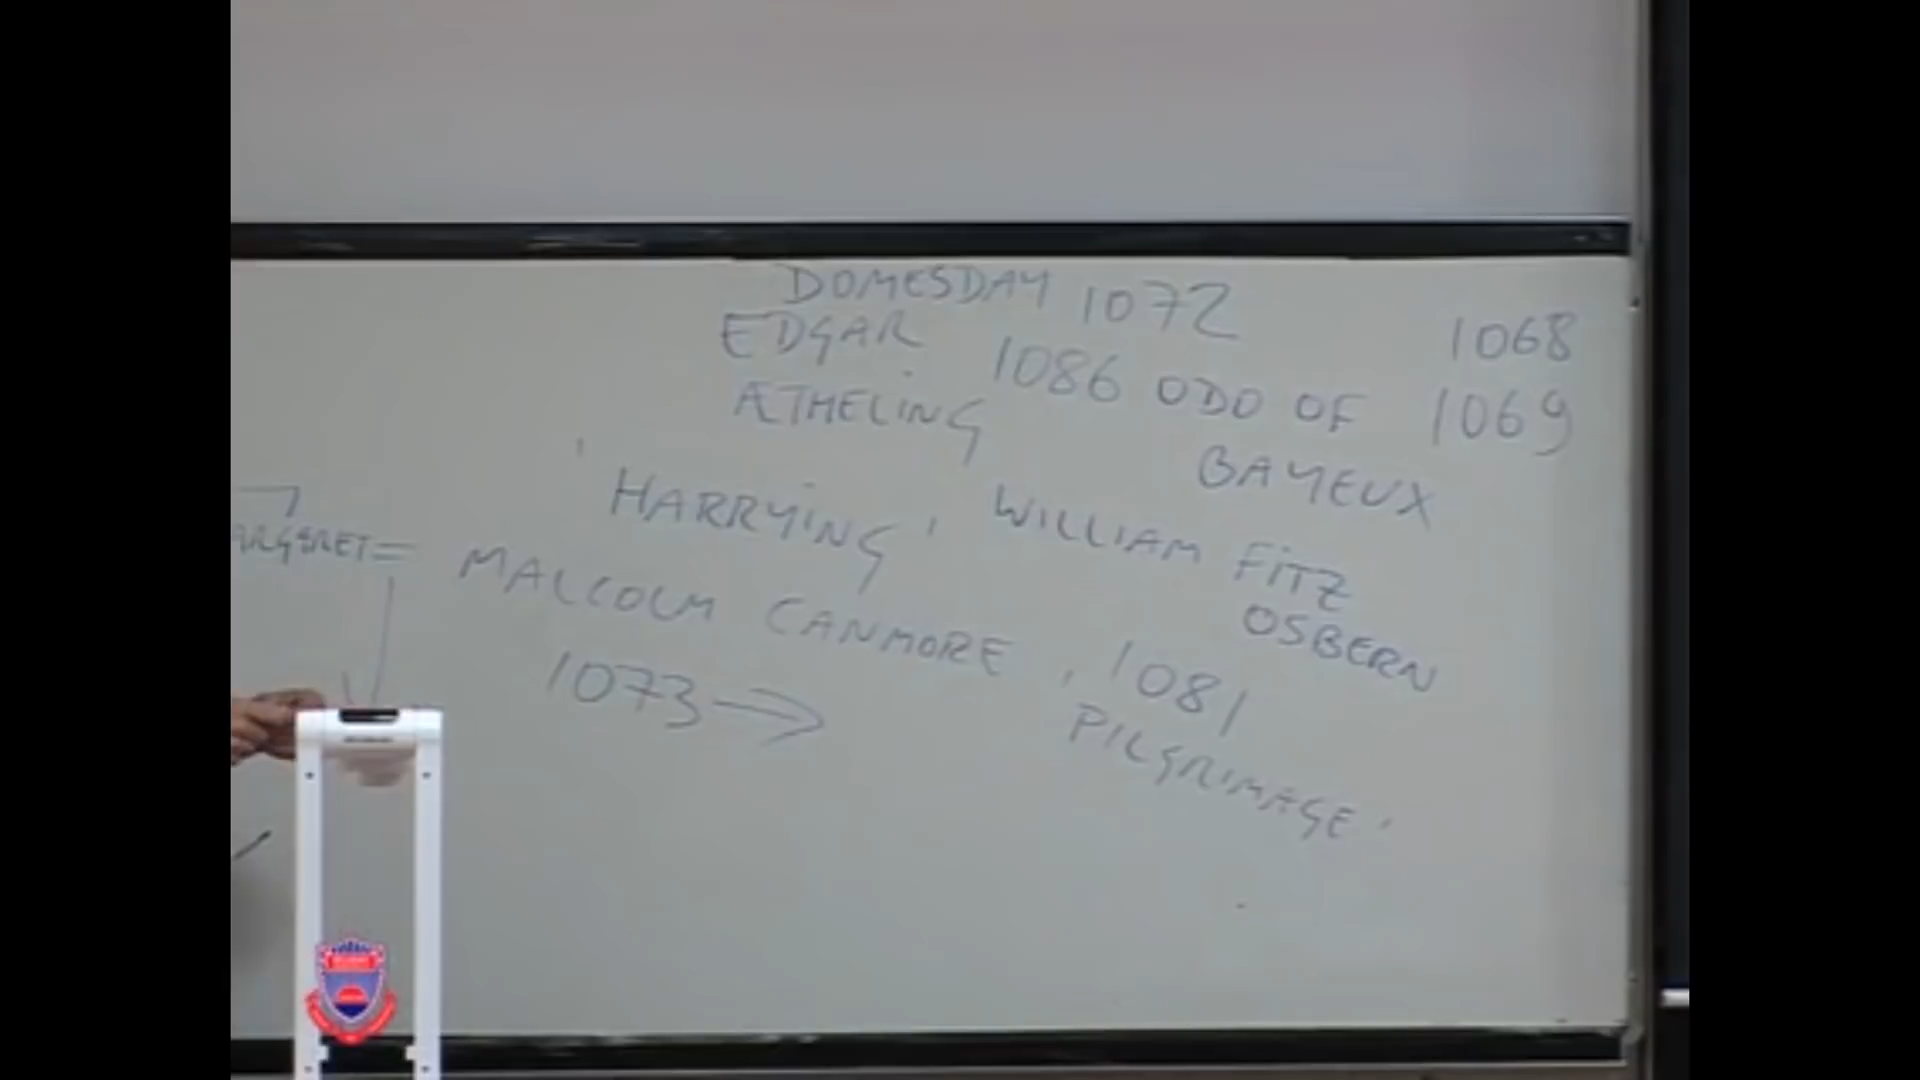 DOMESDAY 1072
EDGAR 1086 ODO OF
ÆTHELING BAYEUX
1068
1069
'HARRYING' WILLIAM FITZ
OSBERN
ARGARET = MALCOLM CANMORE
1073 → 1081
'PILGRIMAGE'